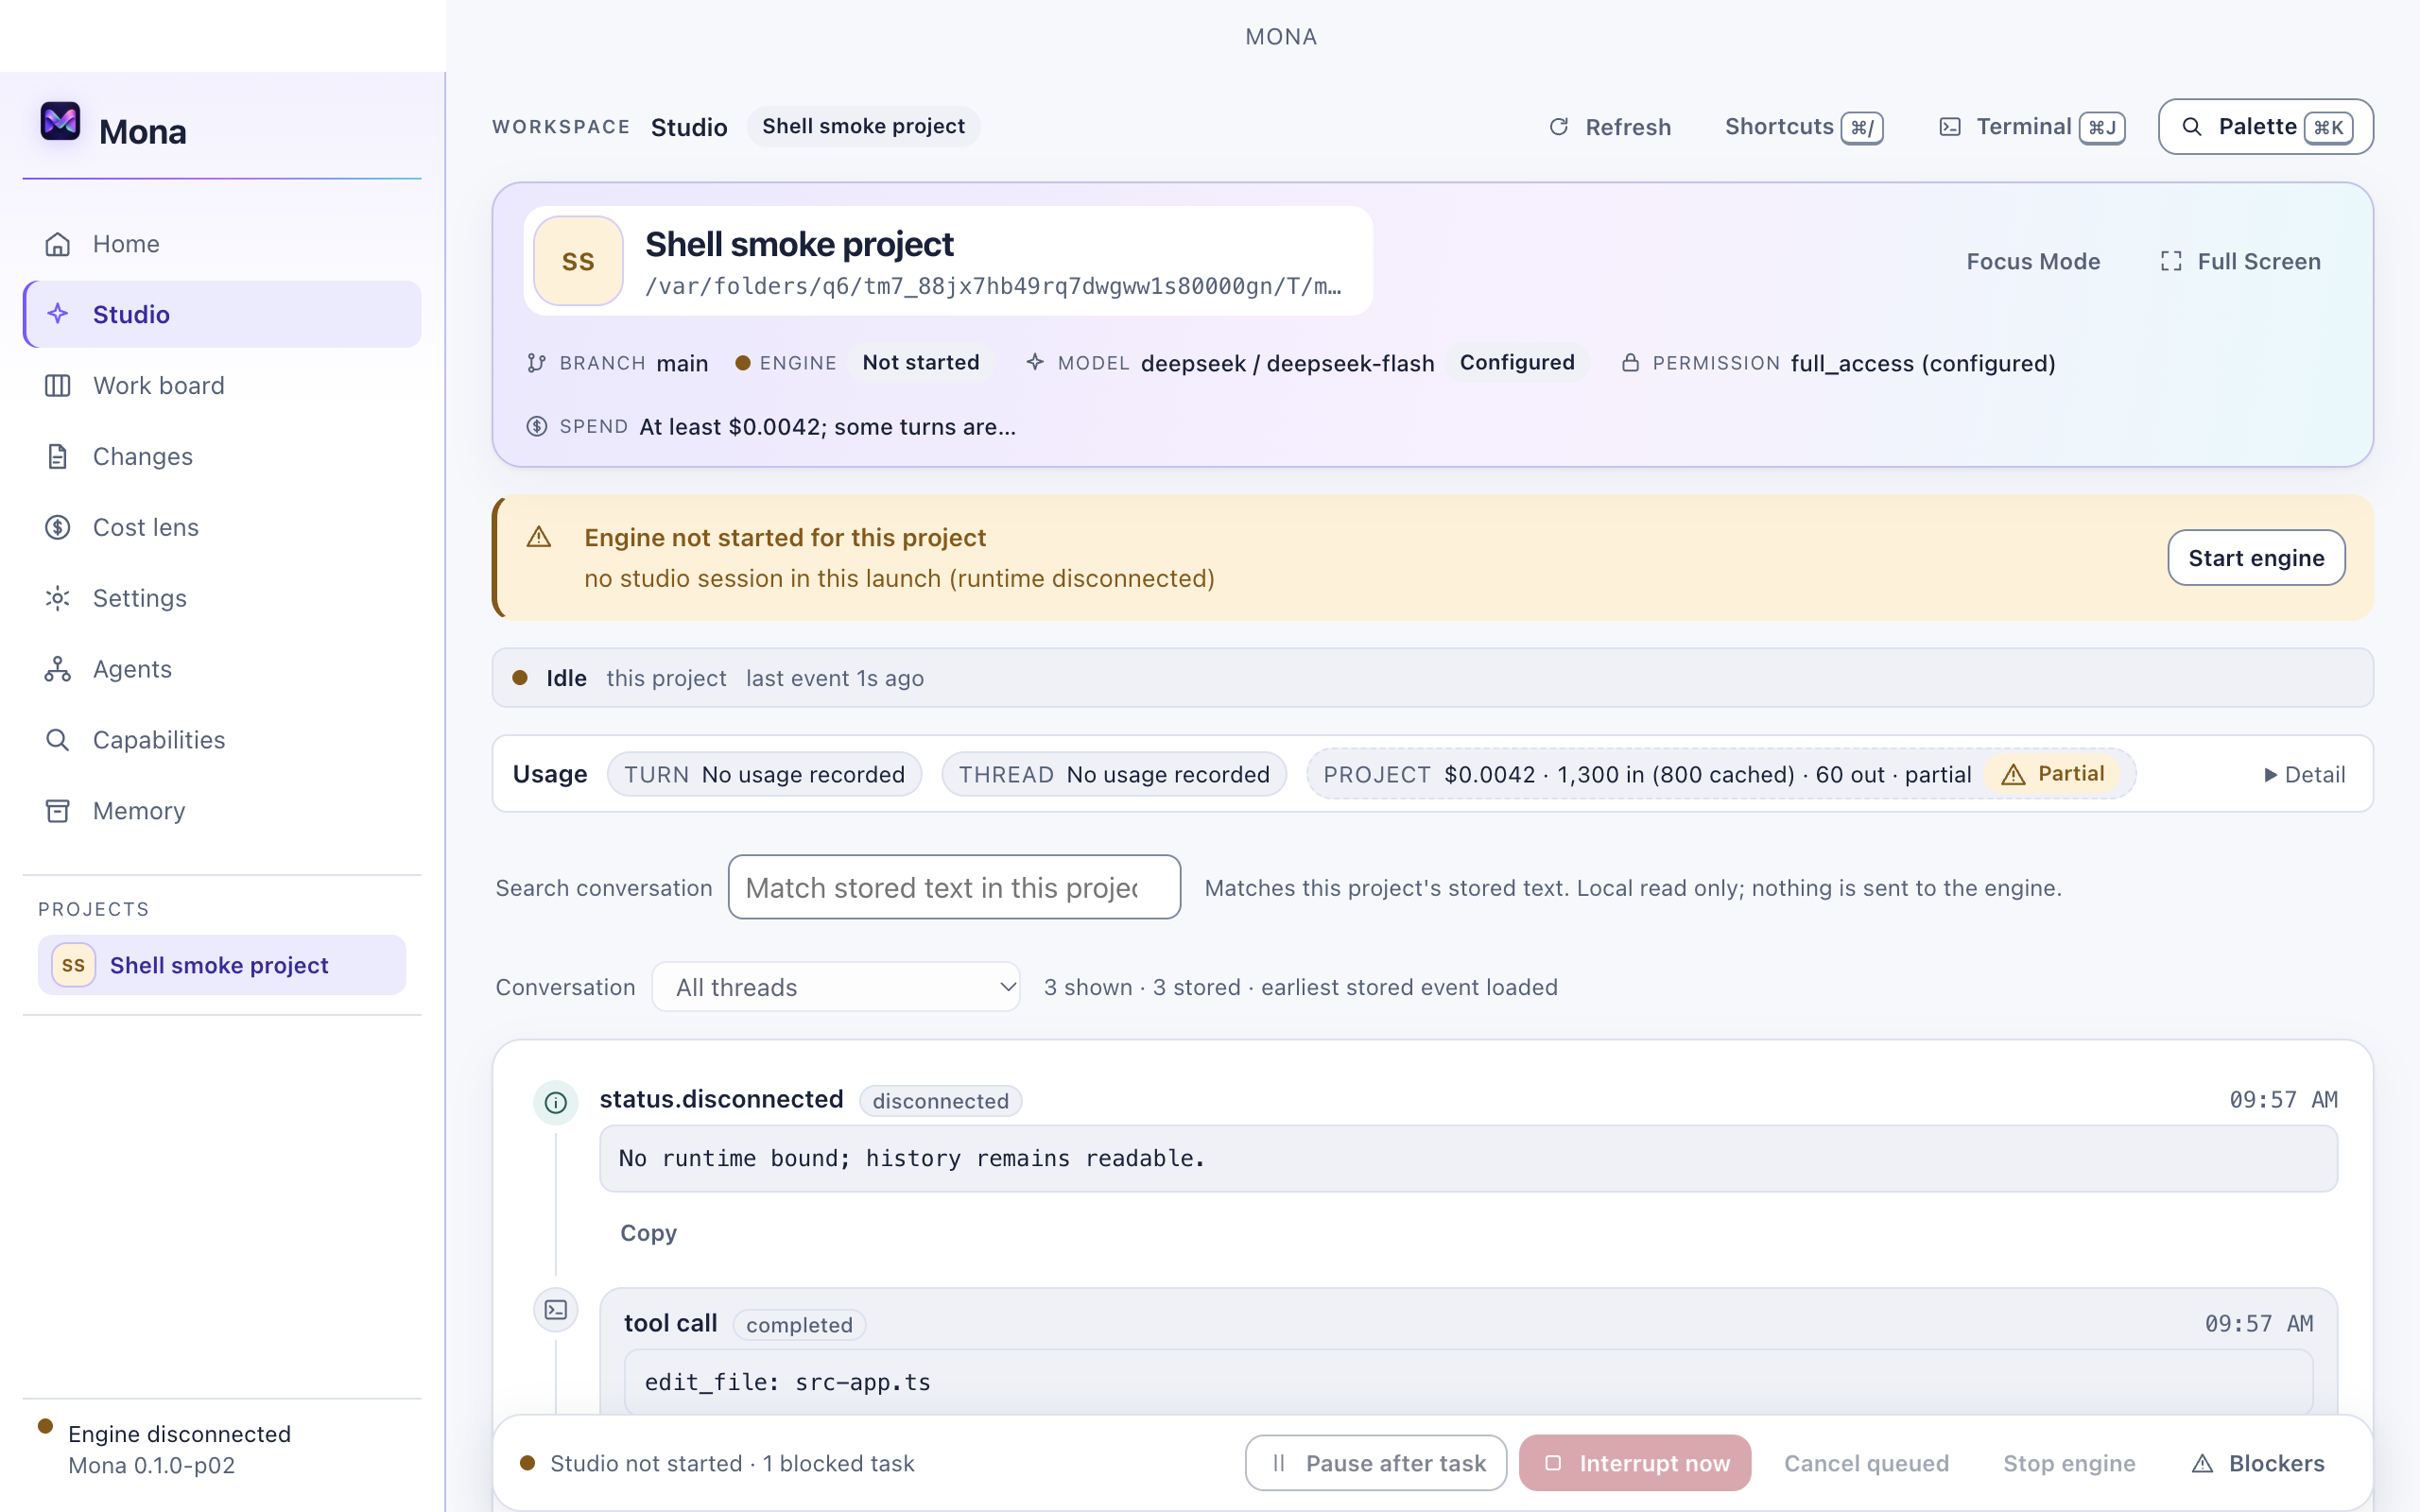 MONA
Mona
Home
Studio
Work board
Changes
Cost lens
Settings
Agents
Capabilities
Memory
PROJECTS
SS Shell smoke project
Engine disconnected
Mona 0.1.0-p02
WORKSPACE Studio Shell smoke project
Refresh Shortcuts ⌘/ Terminal ⌘J Palette ⌘K
SS
Shell smoke project
/var/folders/q6/tm7_88jx7hb49rq7dwgww1s80000gn/T/m…
Focus Mode Full Screen
BRANCH main ENGINE Not started MODEL deepseek / deepseek-flash Configured PERMISSION full_access (configured)
SPEND At least $0.0042; some turns are…
Engine not started for this project
no studio session in this launch (runtime disconnected)
Start engine
Idle this project last event 1s ago
Usage TURN No usage recorded THREAD No usage recorded PROJECT $0.0042 · 1,300 in (800 cached) · 60 out · partial Partial Detail
Search conversation Match stored text in this projec Matches this project's stored text. Local read only; nothing is sent to the engine.
Conversation All threads 3 shown · 3 stored · earliest stored event loaded
status.disconnected disconnected 09:57 AM
No runtime bound; history remains readable.
Copy
tool call completed 09:57 AM
edit_file: src-app.ts
Studio not started · 1 blocked task Pause after task Interrupt now Cancel queued Stop engine Blockers